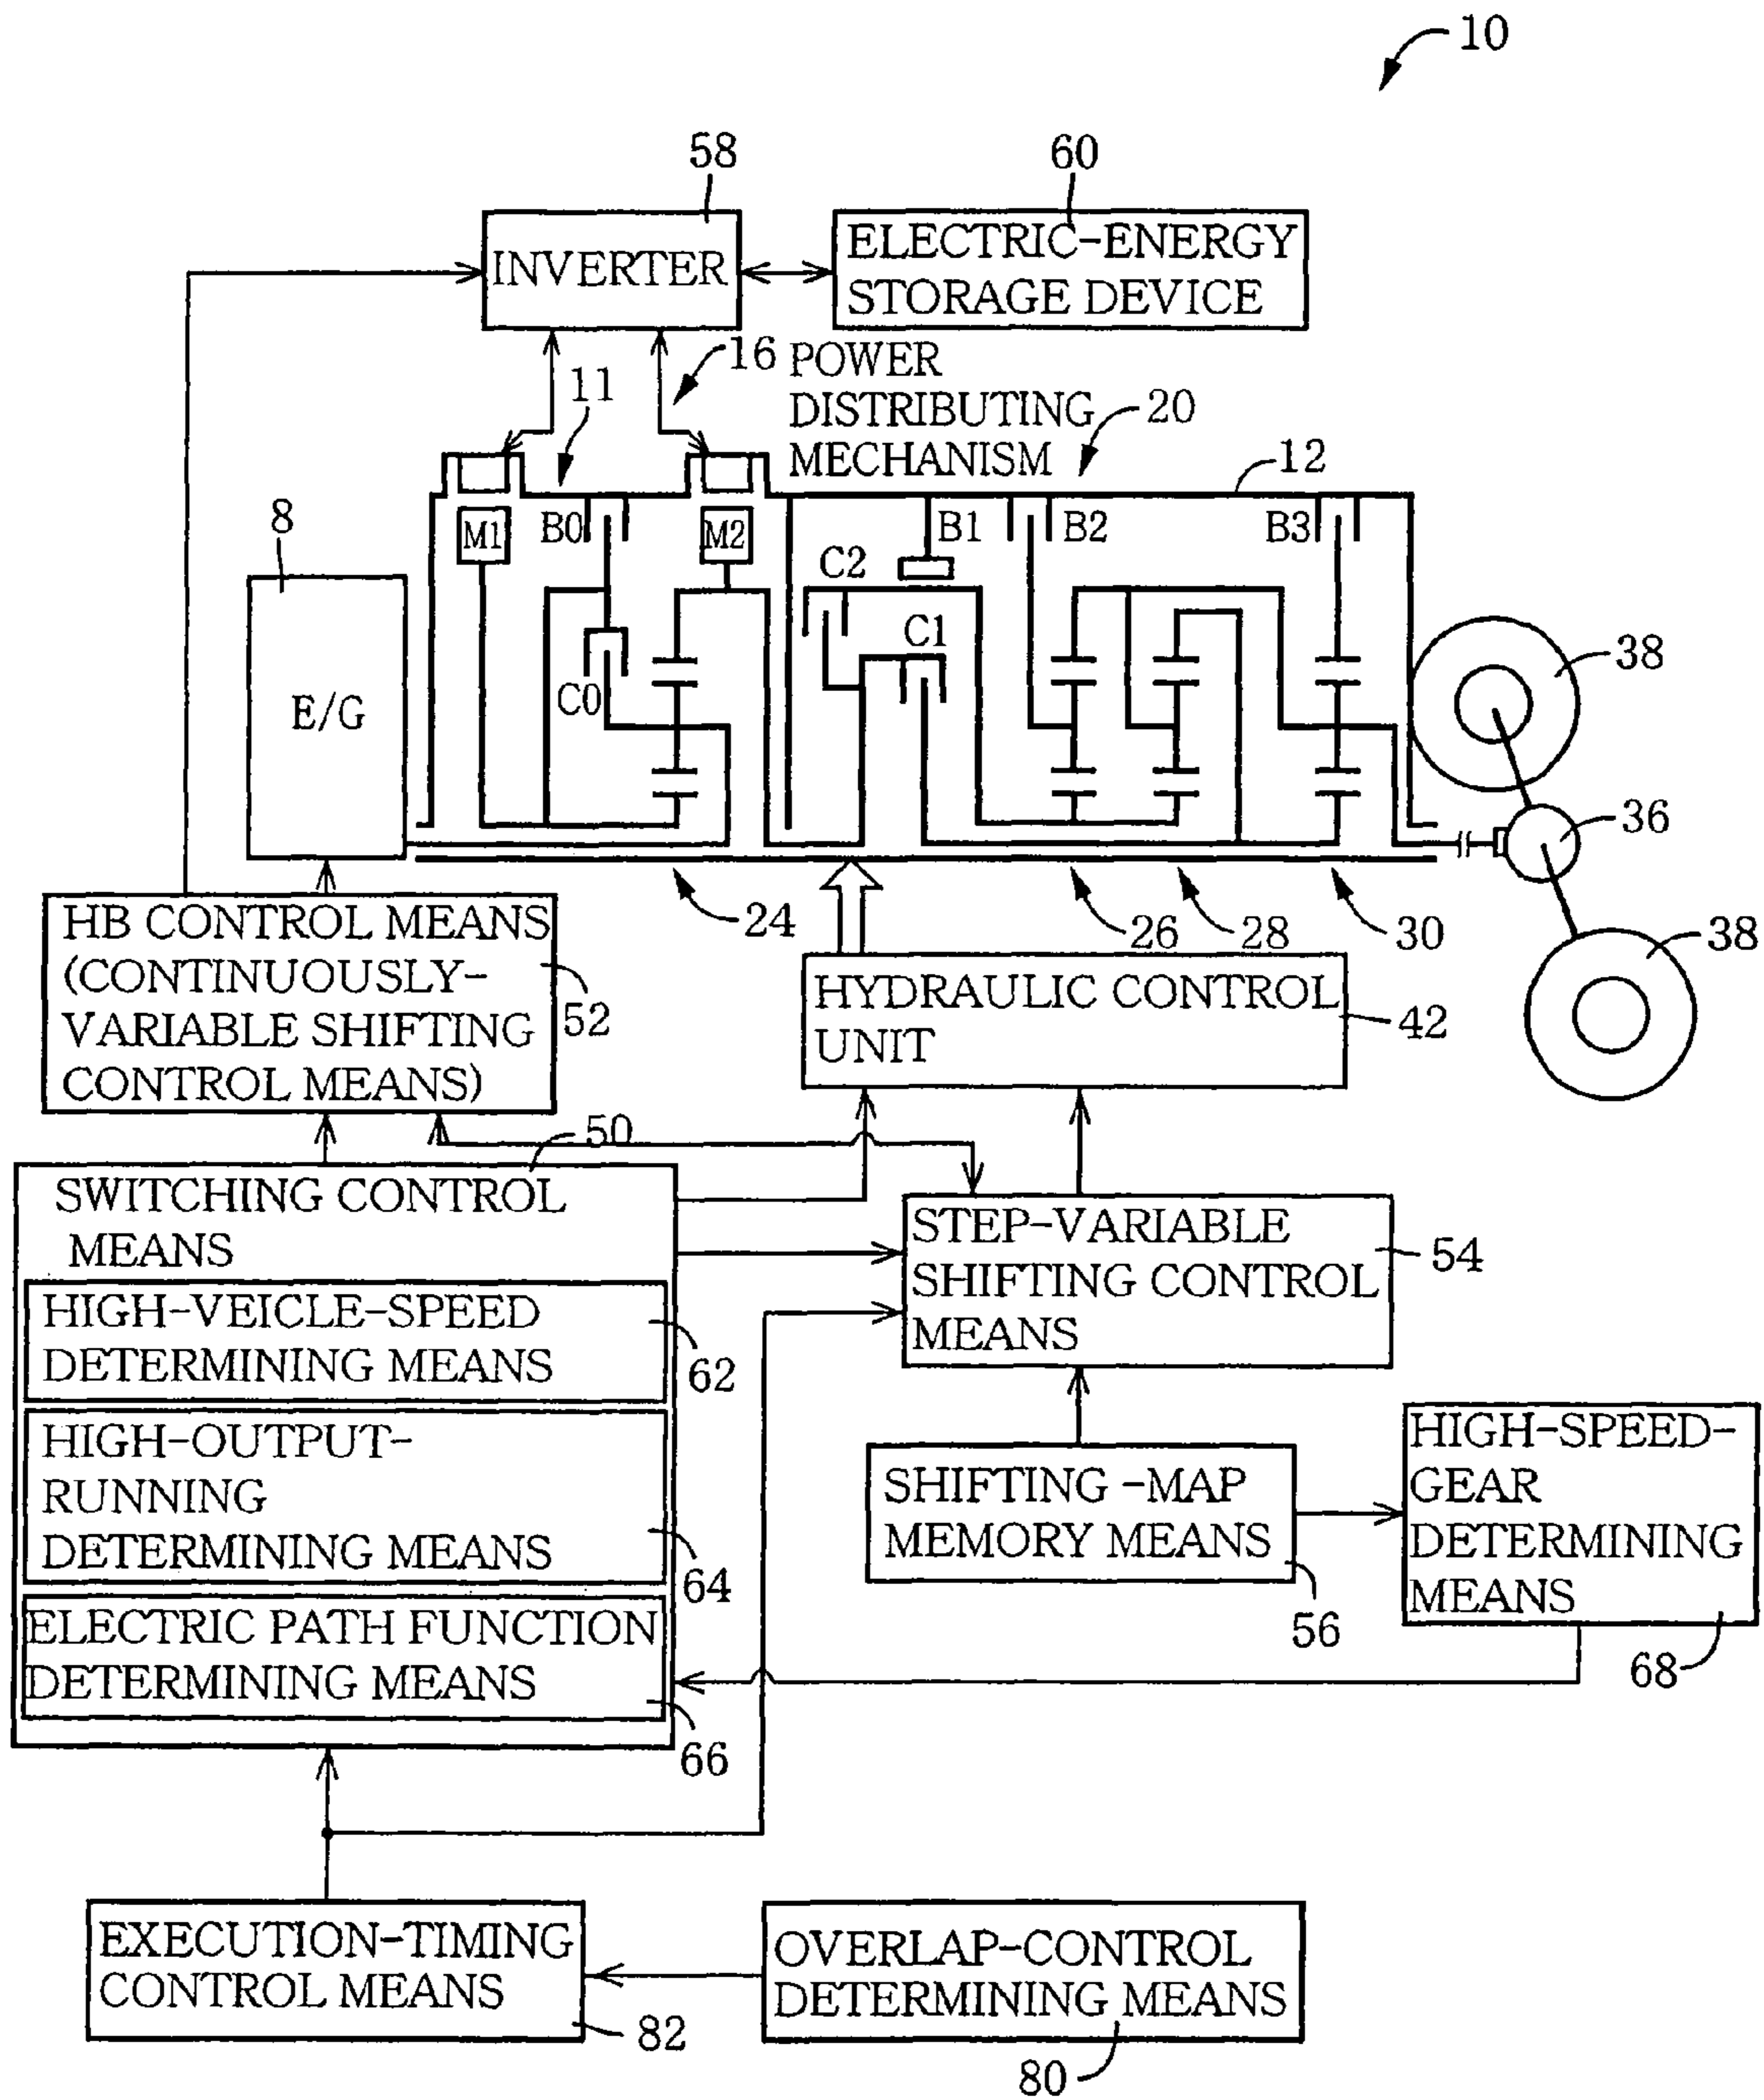 10
58
60
INVERTER
ELECTRIC-ENERGY
STORAGE DEVICE
16
POWER
DISTRIBUTING
MECHANISM
11
20
12
8
M1
B0
M2
B1
B2
B3
C2
C1
C0
E/G
38
36
24
26
28
30
38
HB CONTROL MEANS
(CONTINUOUSLY-
VARIABLE SHIFTING
CONTROL MEANS)
52
HYDRAULIC CONTROL
UNIT
42
50
SWITCHING CONTROL
MEANS
STEP-VARIABLE
SHIFTING CONTROL
MEANS
54
HIGH-VEICLE-SPEED
DETERMINING MEANS
62
HIGH-OUTPUT-
RUNNING
DETERMINING MEANS
64
SHIFTING -MAP
MEMORY MEANS
56
HIGH-SPEED-
GEAR
DETERMINING
MEANS
68
ELECTRIC PATH FUNCTION
DETERMINING MEANS
66
EXECUTION-TIMING
CONTROL MEANS
82
OVERLAP-CONTROL
DETERMINING MEANS
80